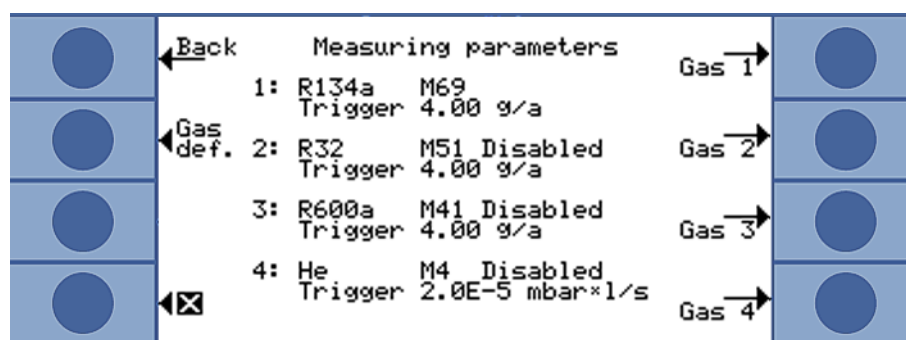 Back Measuring parameters
Gas 1
1: R134a M69
Trigger 4.00 g/a
Gas
def. 2: R32 M51 Disabled Gas 2
Trigger 4.00 g/a
3: R600a M41 Disabled
Trigger 4.00 g/a Gas 3
4: He M4 Disabled
Trigger 2.0E-5 mbar×l/s
Gas 4